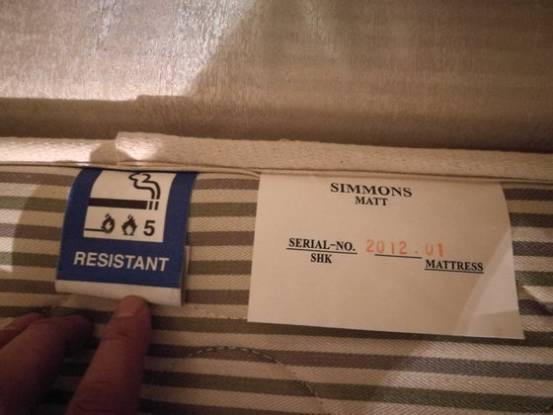 5
RESISTANT
SIMMONS
MATT
SERIAL-NO. 2012.01
SHK MATTRESS